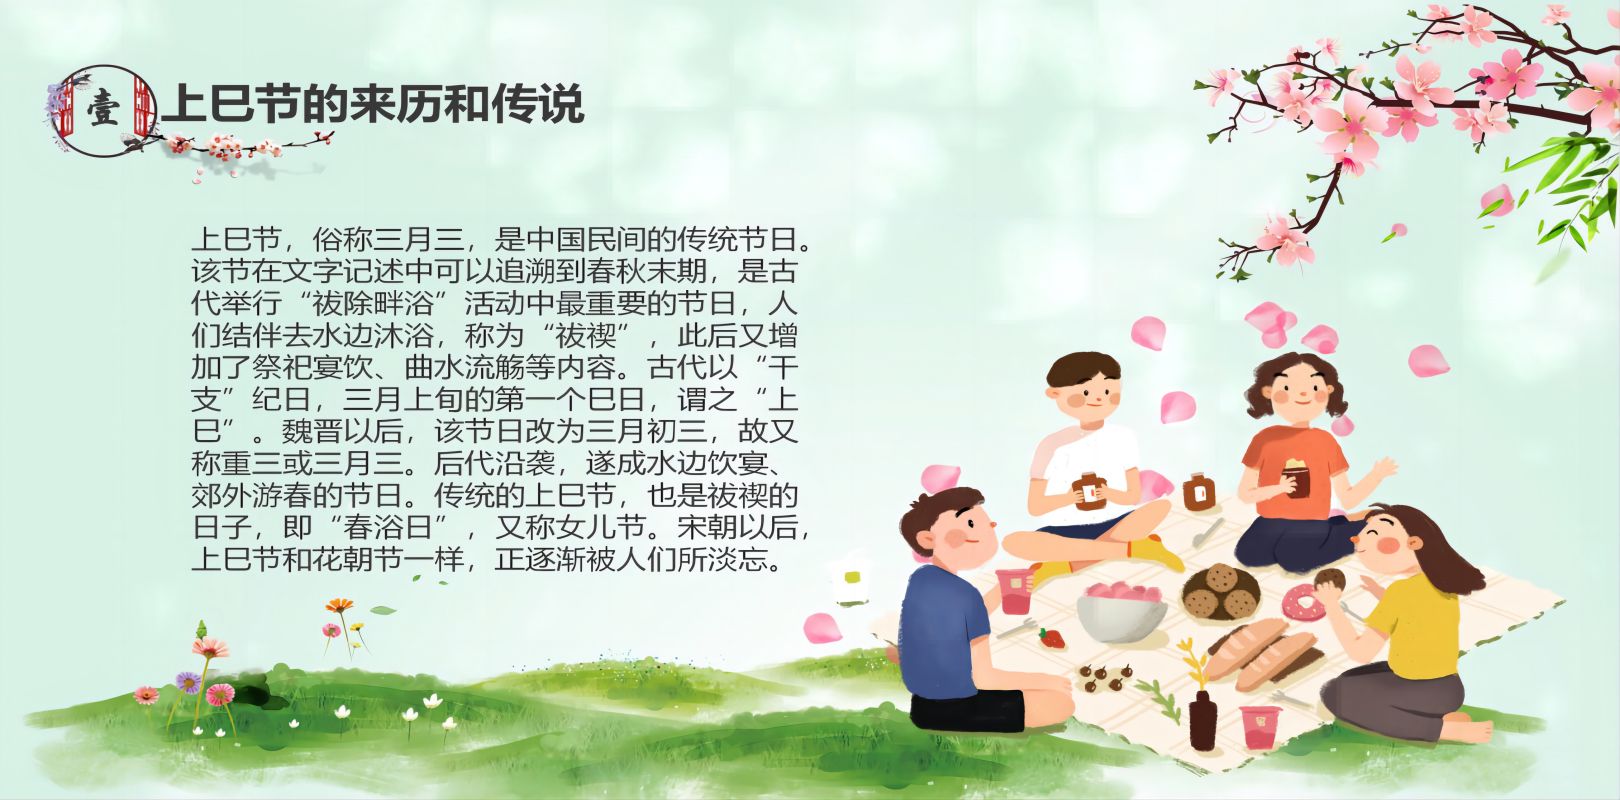 壹
上巳节的来历和传说
上巳节，俗称三月三，是中国民间的传统节日。
该节在文字记述中可以追溯到春秋末期，是古
代举行“祓除畔浴”活动中最重要的节日，人
们结伴去水边沐浴，称为“祓禊”，此后又增
加了祭祀宴饮、曲水流觞等内容。古代以“干
支”纪日，三月上旬的第一个巳日，谓之“上
巳”。魏晋以后，该节日改为三月初三，故又
称重三或三月三。后代沿袭，遂成水边饮宴、
郊外游春的节日。传统的上巳节，也是祓禊的
日子，即“春浴日”，又称女儿节。宋朝以后，
上巳节和花朝节一样，正逐渐被人们所淡忘。